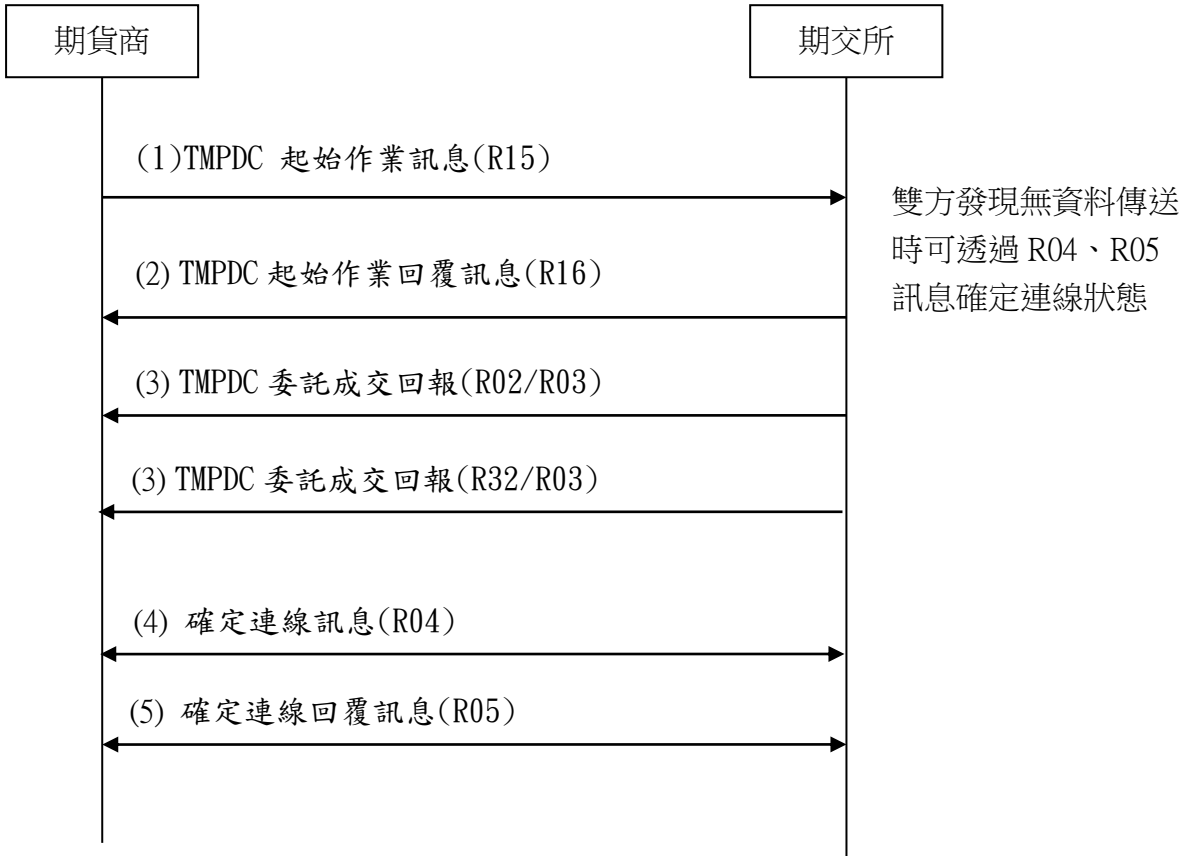 期貨商
期交所
(1)TMPDC 起始作業訊息(R15)
雙方發現無資料傳送
時可透過 R04、R05
訊息確定連線狀態
(2) TMPDC 起始作業回覆訊息(R16)
(3) TMPDC 委託成交回報(R02/R03)
(3) TMPDC 委託成交回報(R32/R03)
(4) 確定連線訊息(R04)
(5) 確定連線回覆訊息(R05)